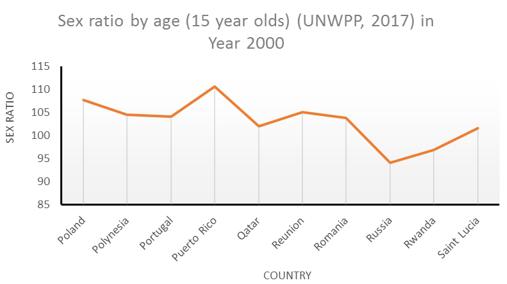 Sex ratio by age (15 year olds) (UNWPP, 2017) in
Year 2000
115
110
105
100
95
90
85
SEX RATIO
Poland
Polynesia
Portugal
Puerto Rico
Qatar
Reunion
Romania
Russia
Rwanda
Saint Lucia
COUNTRY